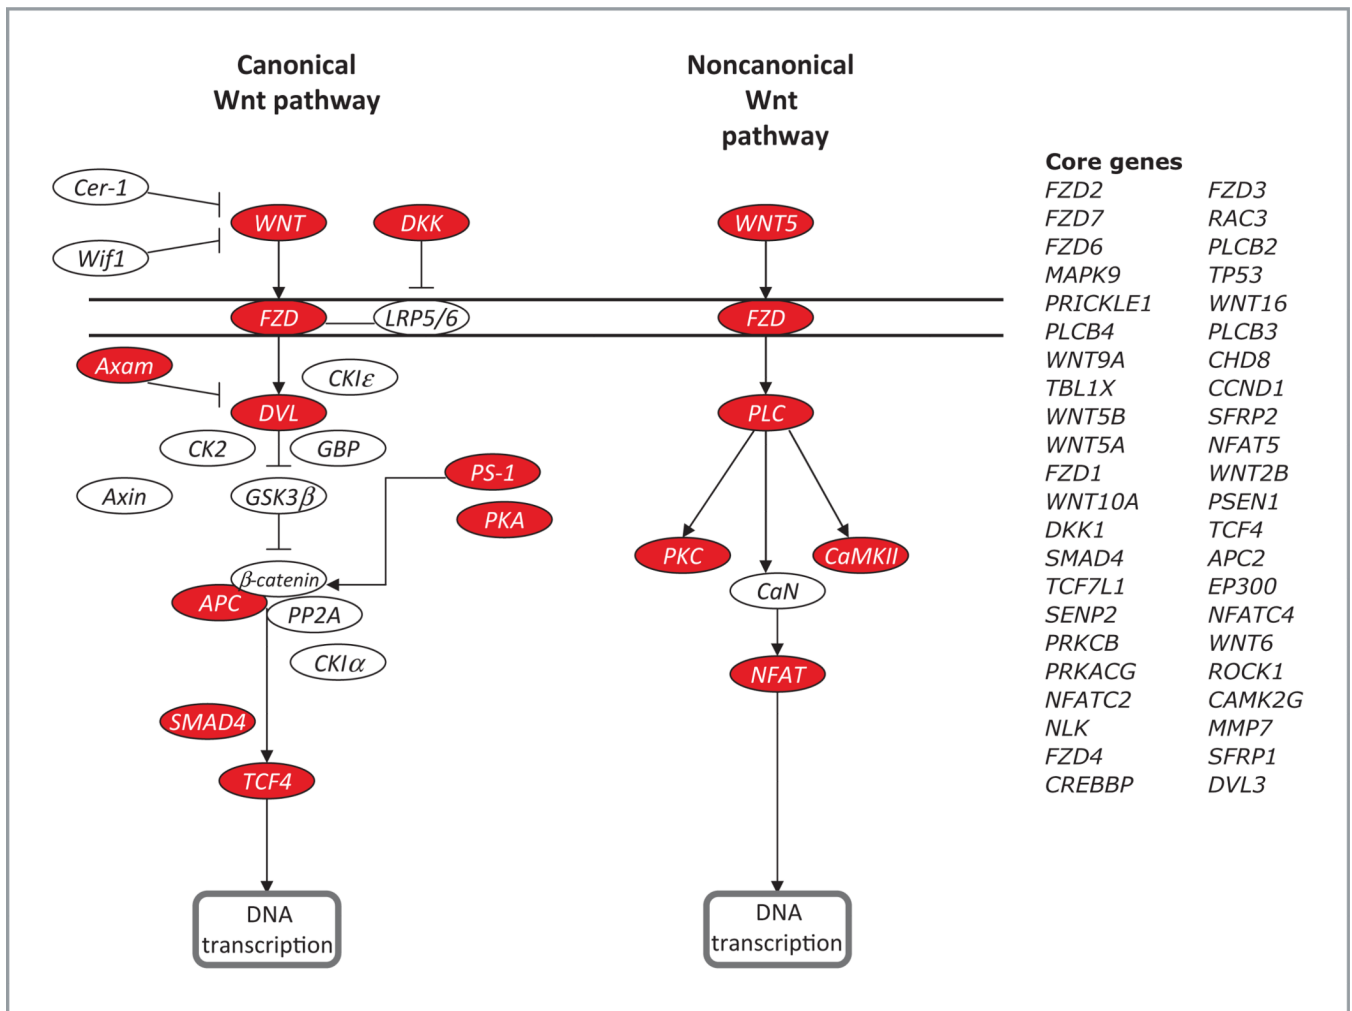 Canonical
Wnt pathway
Noncanonical
Wnt
pathway
Cer-1
Wif1
WNT
DKK
FZD
LRP5/6
Axam
CKIε
DVL
CK2
GBP
Axin
GSK3β
PS-1
PKA
β-catenin
APC
PP2A
CKIα
SMAD4
TCF4
DNA
transcription
WNT5
FZD
PLC
PKC
CaMKII
CaN
NFAT
DNA
transcription
Core genes
FZD2 FZD3
FZD7 RAC3
FZD6 PLCB2
MAPK9 TP53
PRICKLE1 WNT16
PLCB4 PLCB3
WNT9A CHD8
TBL1X CCND1
WNT5B SFRP2
WNT5A NFAT5
FZD1 WNT2B
WNT10A PSEN1
DKK1 TCF4
SMAD4 APC2
TCF7L1 EP300
SENP2 NFATC4
PRKCB WNT6
PRKACG ROCK1
NFATC2 CAMK2G
NLK MMP7
FZD4 SFRP1
CREBBP DVL3